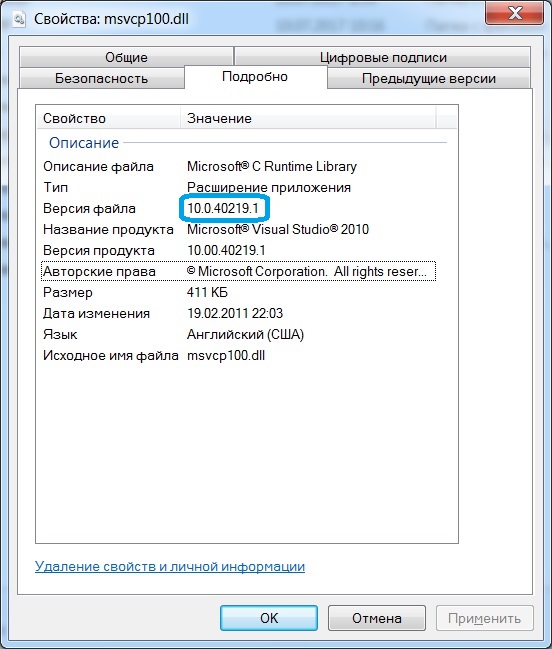 Свойства: msvcp100.dll
Общие Цифровые подписи
Безопасность Подробно Предыдущие версии
Свойство Значение
Описание
Описание файла Microsoft® C Runtime Library
Тип Расширение приложения
Версия файла 10.0.40219.1
Название продукта Microsoft® Visual Studio® 2010
Версия продукта 10.00.40219.1
Авторские права © Microsoft Corporation. All rights reser...
Размер 411 КБ
Дата изменения 19.02.2011 22:03
Язык Английский (США)
Исходное имя файла msvcp100.dll
Удаление свойств и личной информации
OK Отмена Применить